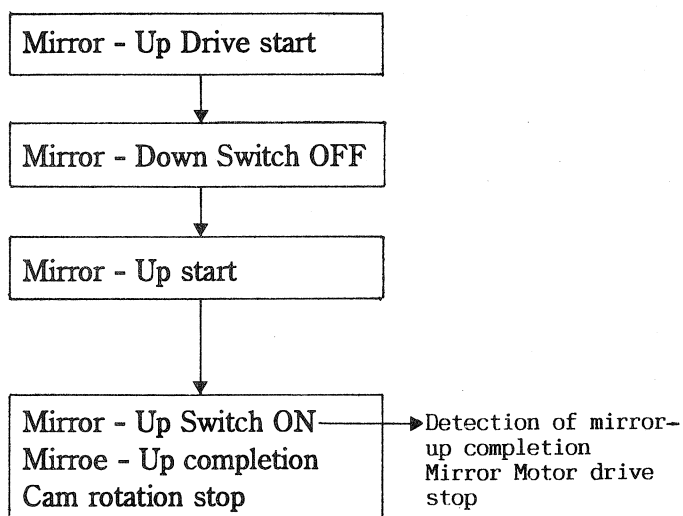 Mirror - Up Drive start
Mirror - Down Switch OFF
Mirror - Up start
Mirror - Up Switch ON
Mirroe - Up completion
Cam rotation stop
Detection of mirror-
up completion
Mirror Motor drive
stop